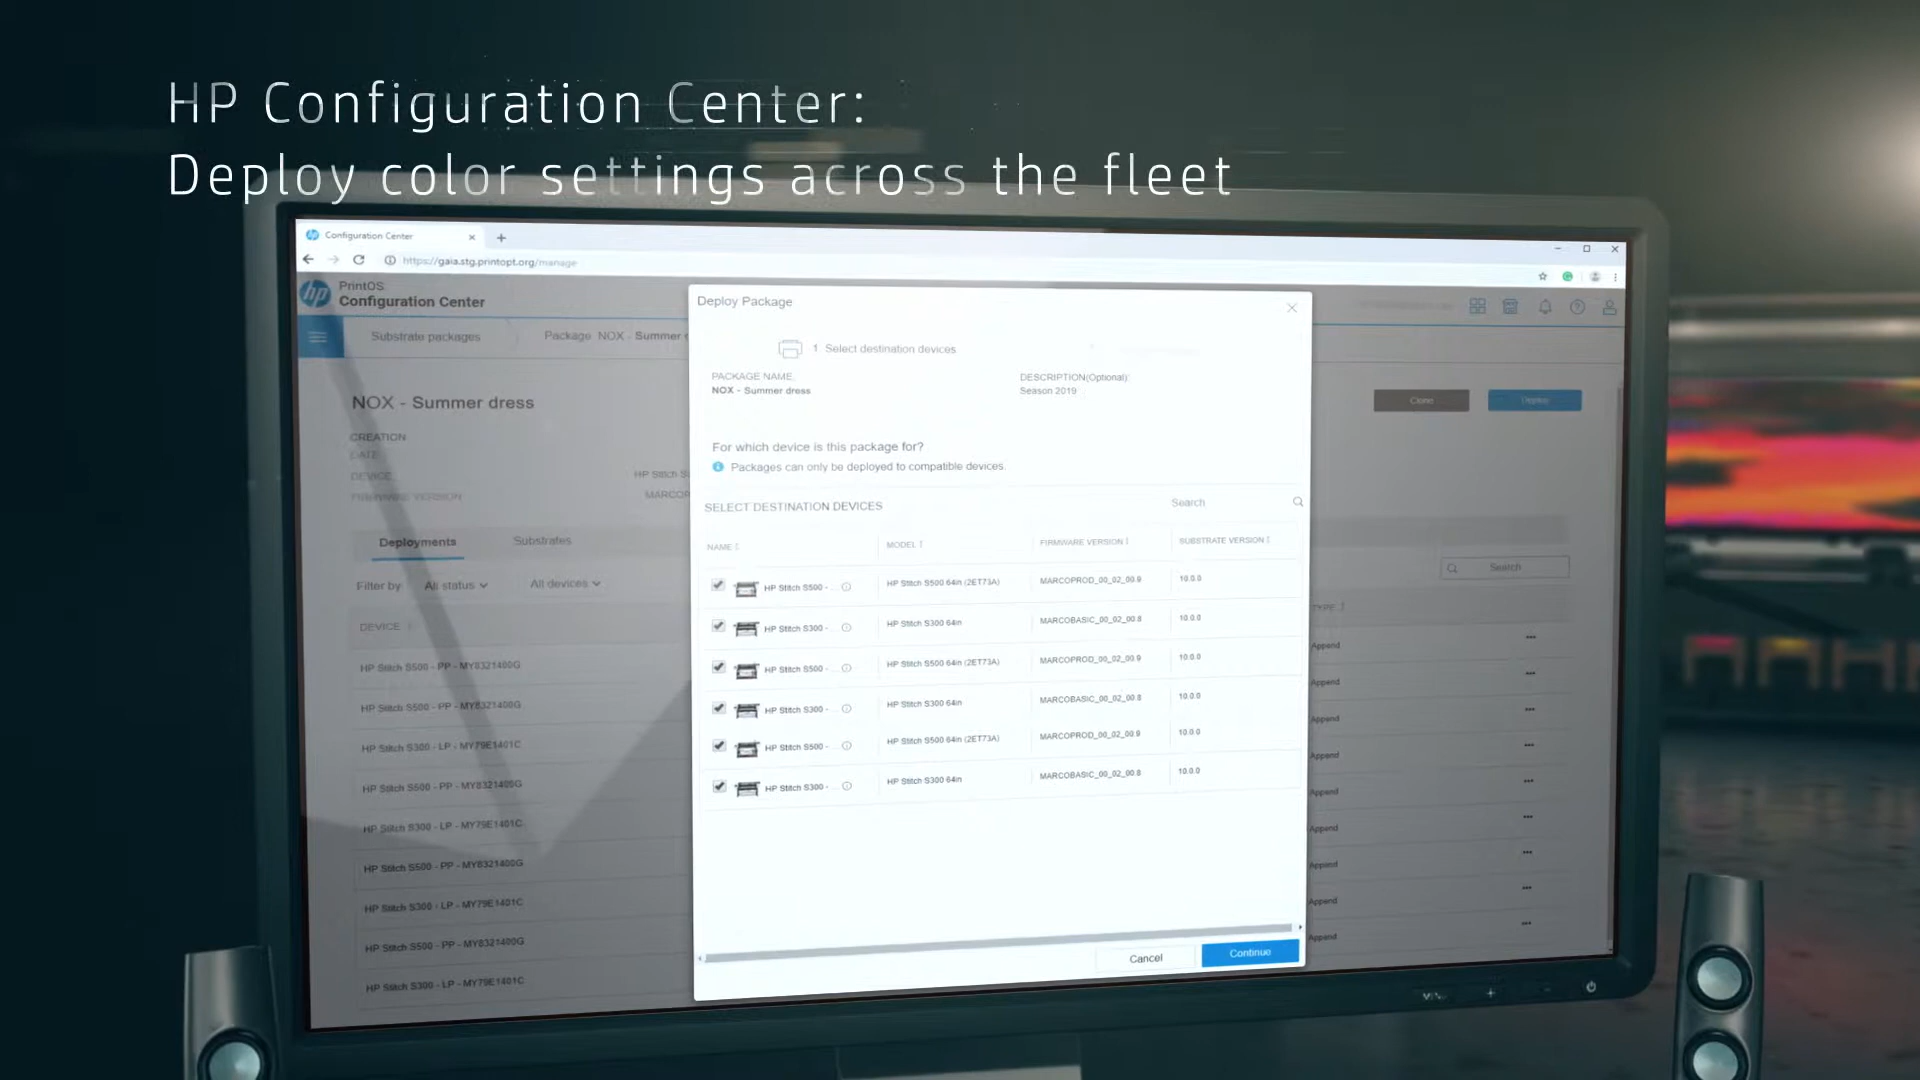 HP Configuration Center:
Deploy color settings across the fleet
Configuration Center
https://gaia.stg.printopt.org/manage
hp
PrintOS
Configuration Center
Substrate packages
Package NOX - Summer
NOX - Summer dress
Clone
Deploy
CREATION
DATE
DEVICE
HP Stitch
FIRMWARE VERSION
Deployments
Substrates
Filter by
All status
All devices
Search
DEVICE
TYPE
HP Stitch S500 - PP - MY8321400G
Append
HP Stitch S500 - PP - MY8321400G
Append
HP Stitch S300 - LP - MY79E1401C
Append
HP Stitch S500 - PP - MY8321400G
Append
HP Stitch S300 - LP - MY79E1401C
Append
HP Stitch S500 - PP - MY8321400G
Append
HP Stitch S300 - LP - MY79E1401C
Append
HP Stitch S500 - PP - MY8321400G
Append
HP Stitch S300 - LP - MY79E1401C
Append
Deploy Package
1 Select destination devices
PACKAGE NAME:
NOX - Summer dress
DESCRIPTION(Optional):
Season 2019
For which device is this package for?
Packages can only be deployed to compatible devices.
SELECT DESTINATION DEVICES
Search
NAME MODEL FIRMWARE VERSION SUBSTRATE VERSION
HP Stitch S500 - ... HP Stitch S500 64in (2ET73A) MARCOPROD_00_02_00.9 10.0.0
HP Stitch S300 - ... HP Stitch S300 64in MARCOBASIC_00_02_00.8 10.0.0
HP Stitch S500 - ... HP Stitch S500 64in (2ET73A) MARCOPROD_00_02_00.9 10.0.0
HP Stitch S300 - ... HP Stitch S300 64in MARCOBASIC_00_02_00.8 10.0.0
HP Stitch S500 - ... HP Stitch S500 64in (2ET73A) MARCOPROD_00_02_00.9 10.0.0
HP Stitch S300 - ... HP Stitch S300 64in MARCOBASIC_00_02_00.8 10.0.0
Cancel
Continue